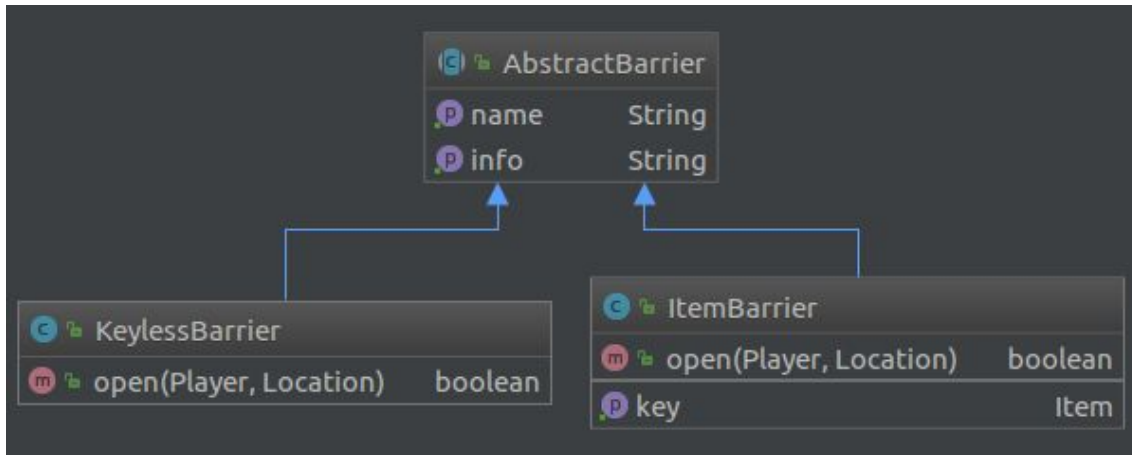 AbstractBarrier
name String
info String
KeylessBarrier
open(Player, Location) boolean
ItemBarrier
open(Player, Location) boolean
key Item